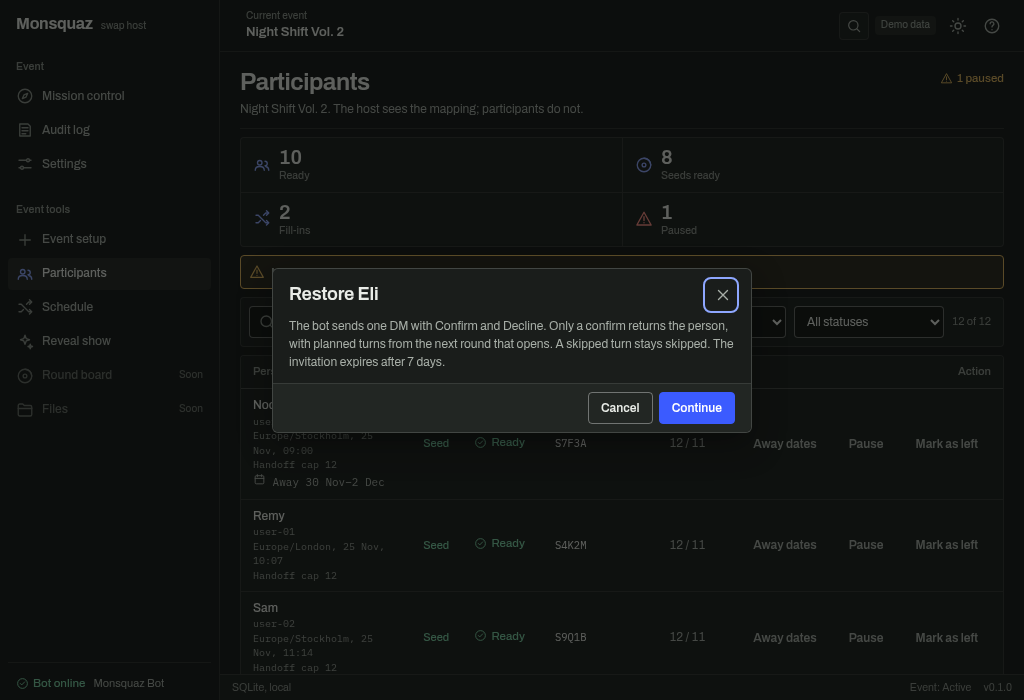 Monsquaz swap host
Current event
Night Shift Vol. 2
Demo data
Event
Mission control
Audit log
Settings
Event tools
Event setup
Participants
Schedule
Reveal show
Round board Soon
Files Soon
Bot online Monsquaz Bot
Participants
1 paused
Night Shift Vol. 2. The host sees the mapping; participants do not.
10
Ready
8
Seeds ready
2
Fill-ins
1
Paused
Restore Eli
The bot sends one DM with Confirm and Decline. Only a confirm returns the person,
with planned turns from the next round that opens. A skipped turn stays skipped. The
invitation expires after 7 days.
Cancel
Continue
All statuses
12 of 12
Action
Europe/Stockholm, 25
Nov, 09:00
Handoff cap 12
Away 30 Nov–2 Dec
Seed Ready S7F3A 12 / 11 Away dates Pause Mark as left
Remy
user-01
Europe/London, 25 Nov,
10:07
Handoff cap 12
Seed Ready S4K2M 12 / 11 Away dates Pause Mark as left
Sam
user-02
Europe/Stockholm, 25
Nov, 11:14
Handoff cap 12
Seed Ready S9Q1B 12 / 11 Away dates Pause Mark as left
SQLite, local
Event: Active v0.1.0